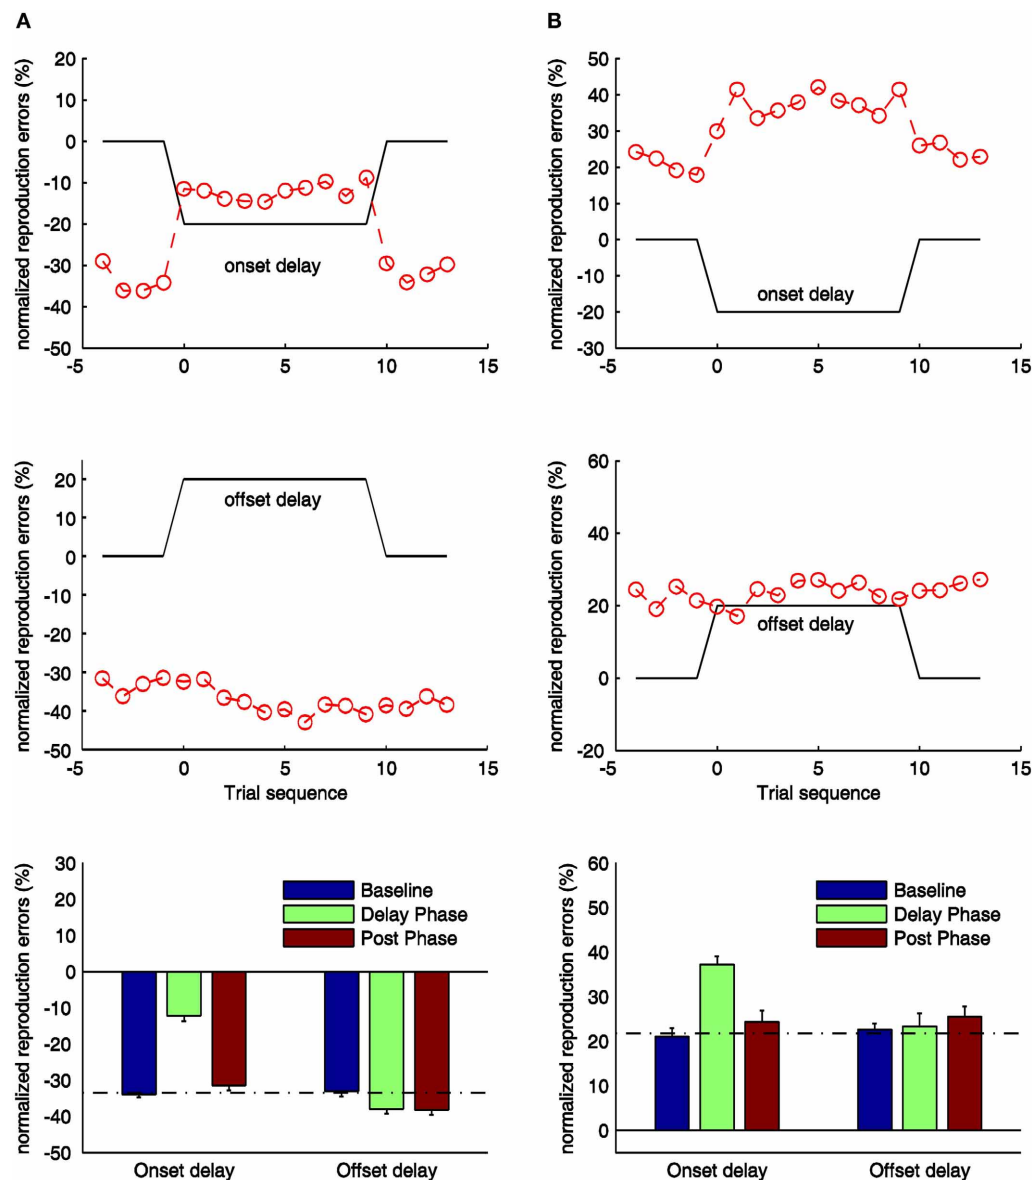 A
normalized reproduction errors (%)
20
10
0
-10
-20
-30
-40
-50
onset delay
-5
0
5
10
15
B
normalized reproduction errors (%)
50
40
30
20
10
0
-10
-20
-30
onset delay
-5
0
5
10
15
normalized reproduction errors (%)
20
10
0
-10
-20
-30
-40
-50
offset delay
-5
0
5
10
15
Trial sequence
normalized reproduction errors (%)
60
40
20
0
-20
offset delay
-5
0
5
10
15
Trial sequence
normalized reproduction errors (%)
30
20
10
0
-10
-20
-30
-40
-50
Baseline
Delay Phase
Post Phase
Onset delay
Offset delay
normalized reproduction errors (%)
60
50
40
30
20
10
0
Baseline
Delay Phase
Post Phase
Onset delay
Offset delay